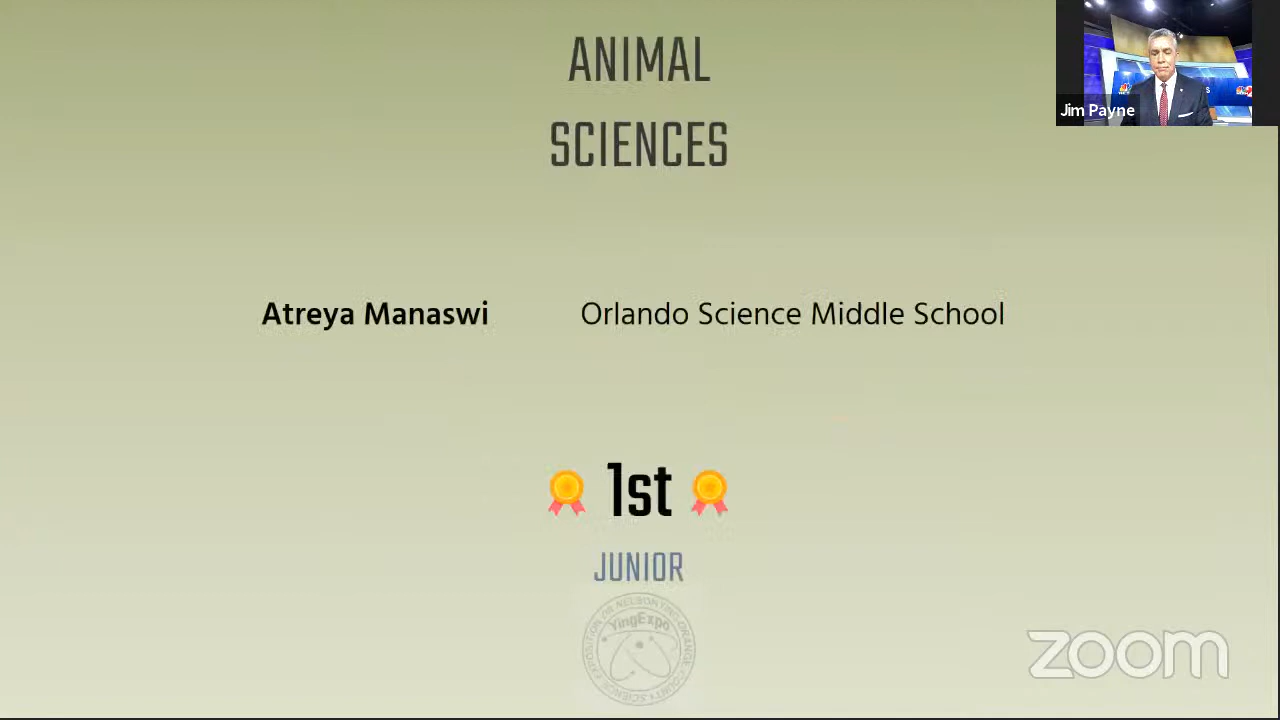 ANIMAL
SCIENCES
Jim Payne
Atreya Manaswi Orlando Science Middle School
1st
JUNIOR
YingExpo
zoom